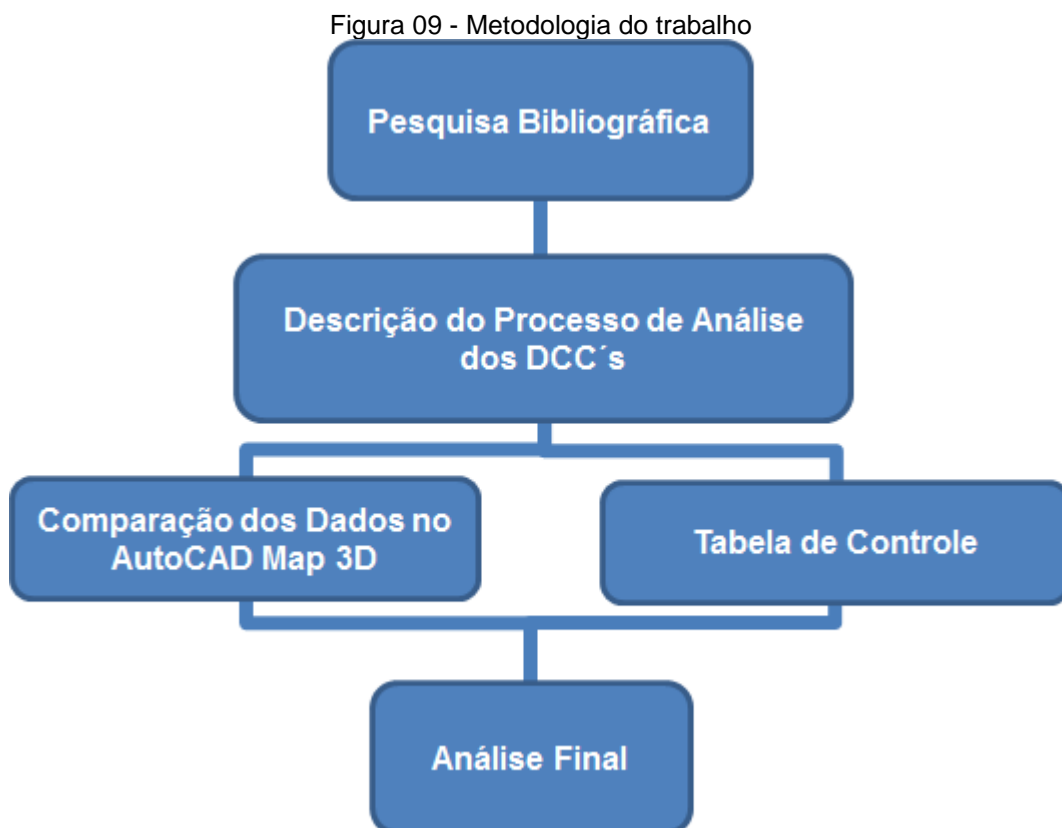 Figura 09 - Metodologia do trabalho
Pesquisa Bibliográfica
Descrição do Processo de Análise
dos DCC´s
Comparação dos Dados no
AutoCAD Map 3D
Tabela de Controle
Análise Final